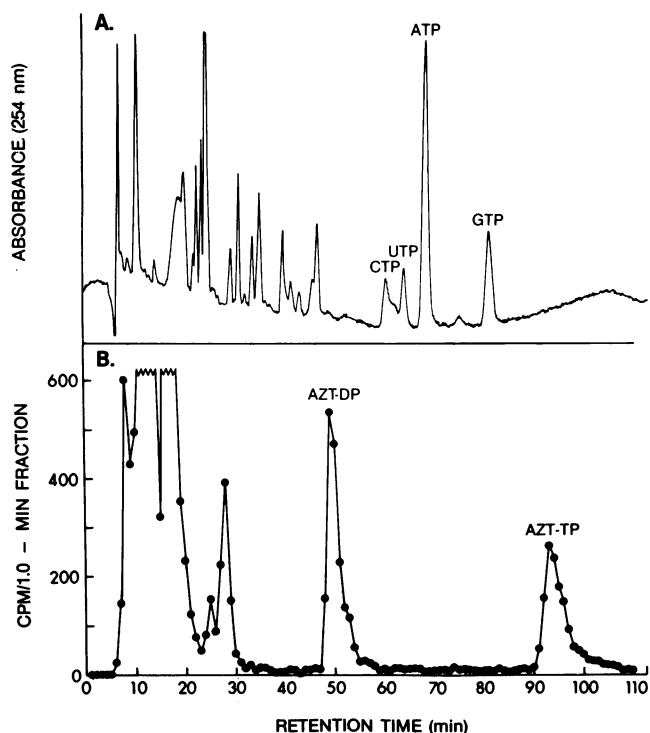 A.
ABSORBANCE (254 nm)
ATP
GTP
UTP
CTP
B.
CPM/1.0 – MIN FRACTION
600
400
200
0
AZT-DP
AZT-TP
10 20 30 40 50 60 70 80 90 100 110
RETENTION TIME (min)